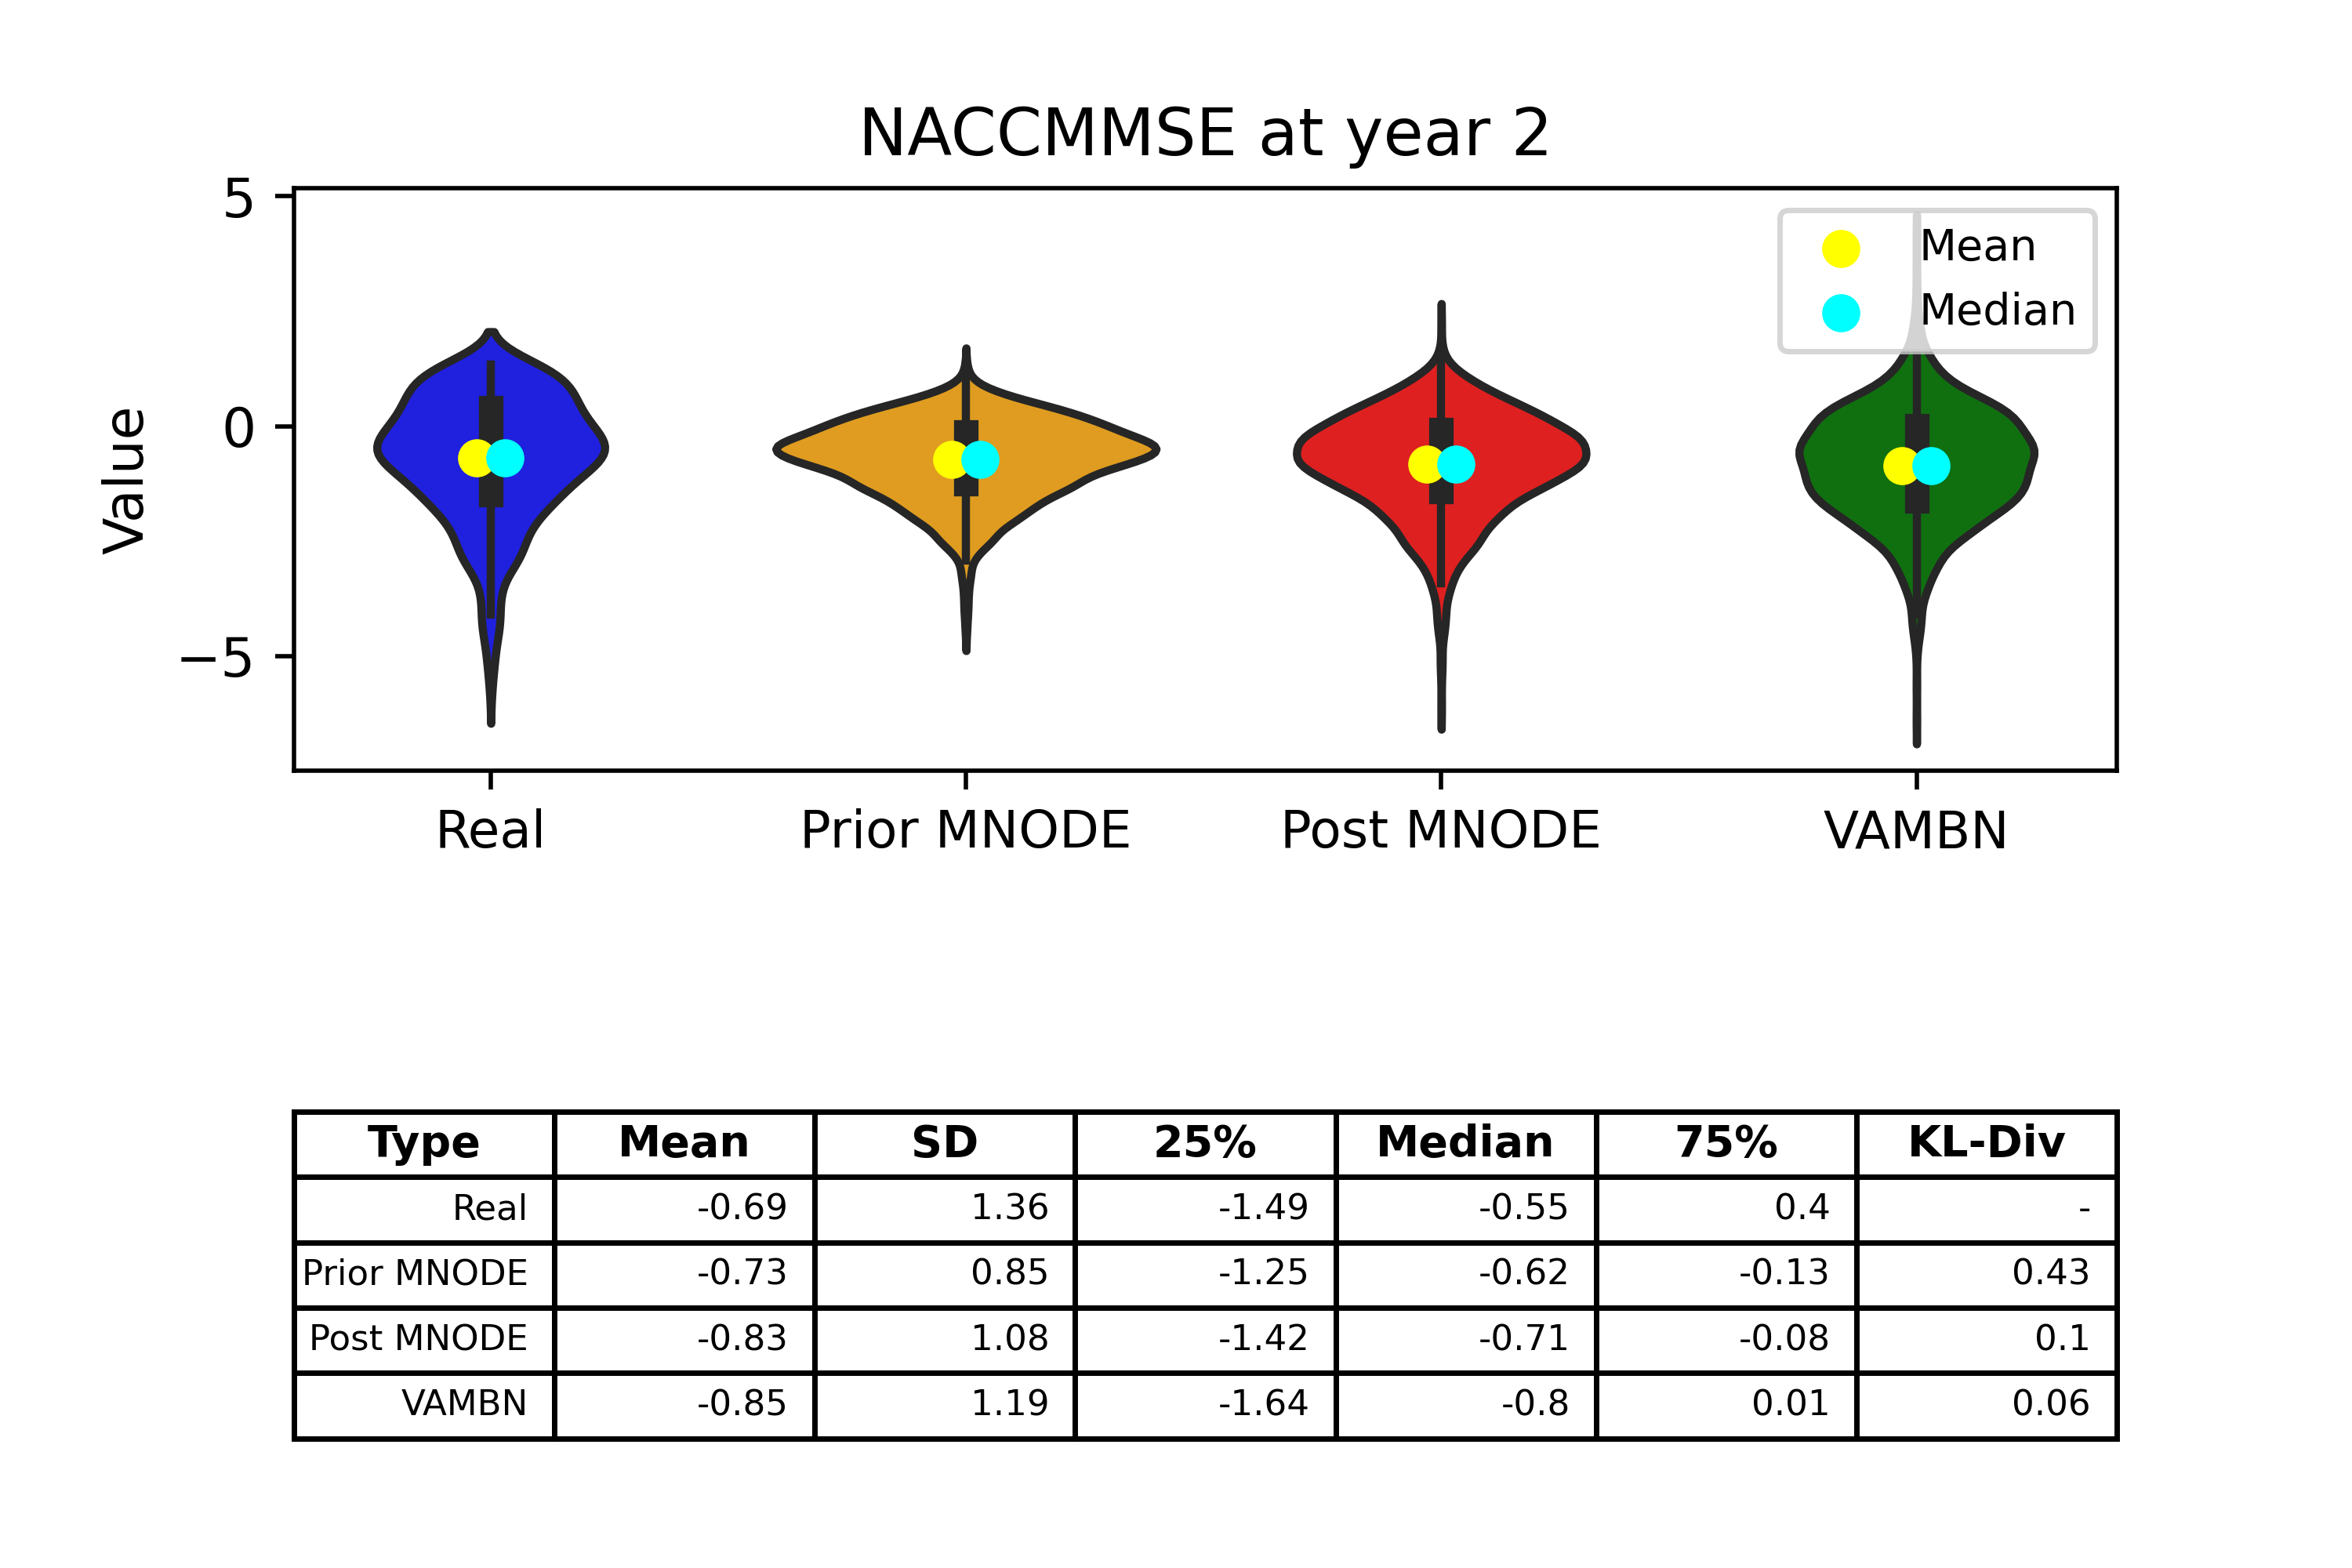 NACCMMSE at year 2
5
0
−5
Value
Mean
Median
Real Prior MNODE Post MNODE VAMBN
Type Mean SD 25% Median 75% KL-Div
Real -0.69 1.36 -1.49 -0.55 0.4 -
Prior MNODE -0.73 0.85 -1.25 -0.62 -0.13 0.43
Post MNODE -0.83 1.08 -1.42 -0.71 -0.08 0.1
VAMBN -0.85 1.19 -1.64 -0.8 0.01 0.06